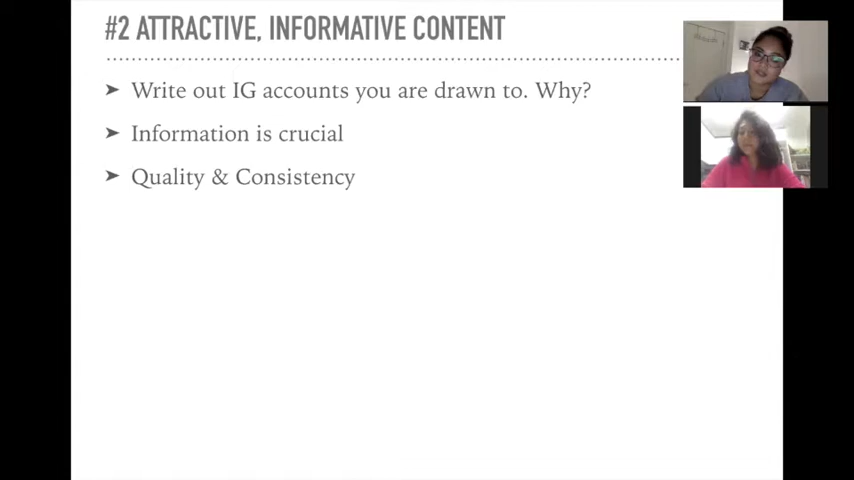 #2 ATTRACTIVE, INFORMATIVE CONTENT
➤ Write out IG accounts you are drawn to. Why?
➤ Information is crucial
➤ Quality & Consistency